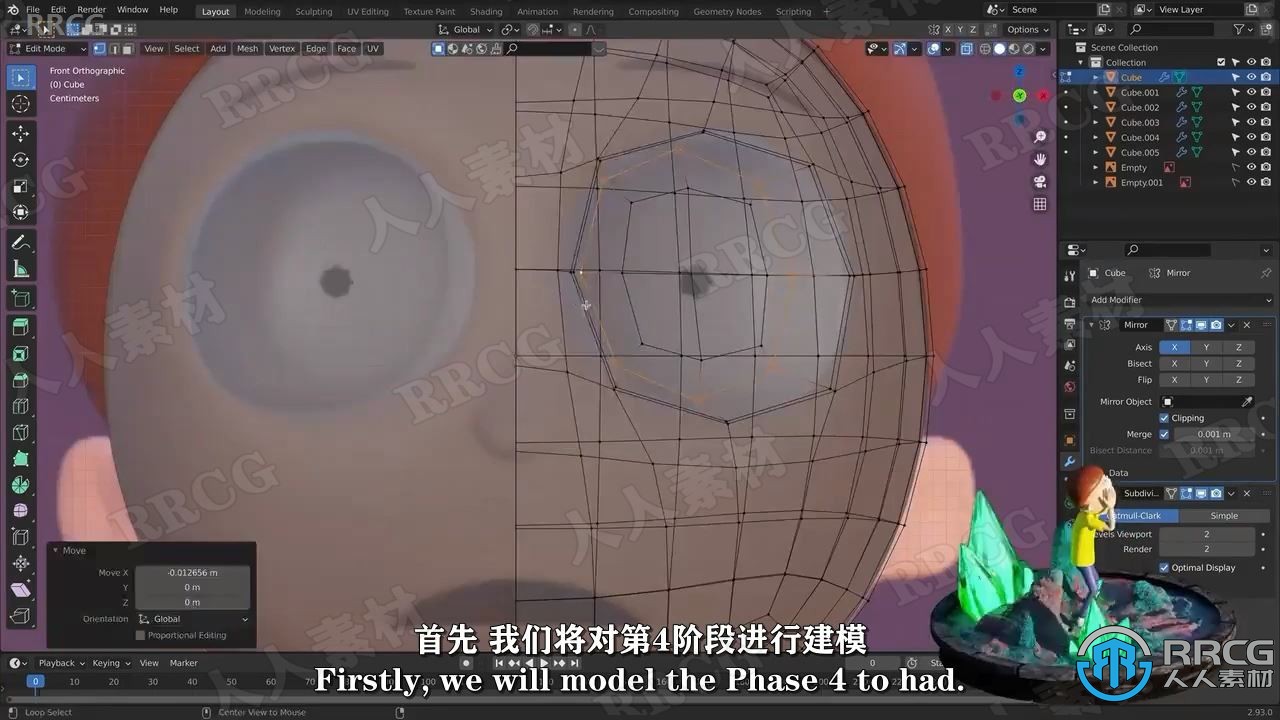 File Edit Render Window Help
Layout Modeling Sculpting UV Editing Texture Paint Shading Animation Rendering Compositing Geometry Nodes Scripting
Scene View Layer
Global Options
X Y Z
Edit Mode View Select Add Mesh Vertex Edge Face UV
Front Orthographic
(0) Cube
Centimeters
Scene Collection
Collection
Cube
Cube.001
Cube.002
Cube.003
Cube.004
Cube.005
Empty
Empty.001
Cube Mirror
Add Modifier
Mirror
Axis X Y Z
Bisect X Y Z
Flip X Y Z
Mirror Object
Clipping
Merge 0.001 m
Bisect Distance 0.001 m
Data
Subdivi...
Simple
Levels Viewport 2
Render 2
Optimal Display
Move
Move X -0.012656 m
Y 0 m
Z 0 m
Orientation Global
Proportional Editing
首先 我们将对第4阶段进行建模
Firstly, we will model the Phase 4 to had.
Playback Keying View Marker
0
0 10 20 30 40 50 60 70 80 90 100 110 120 130
Loop Select Center View to Mouse 2.93.0
RRCG
人人素材